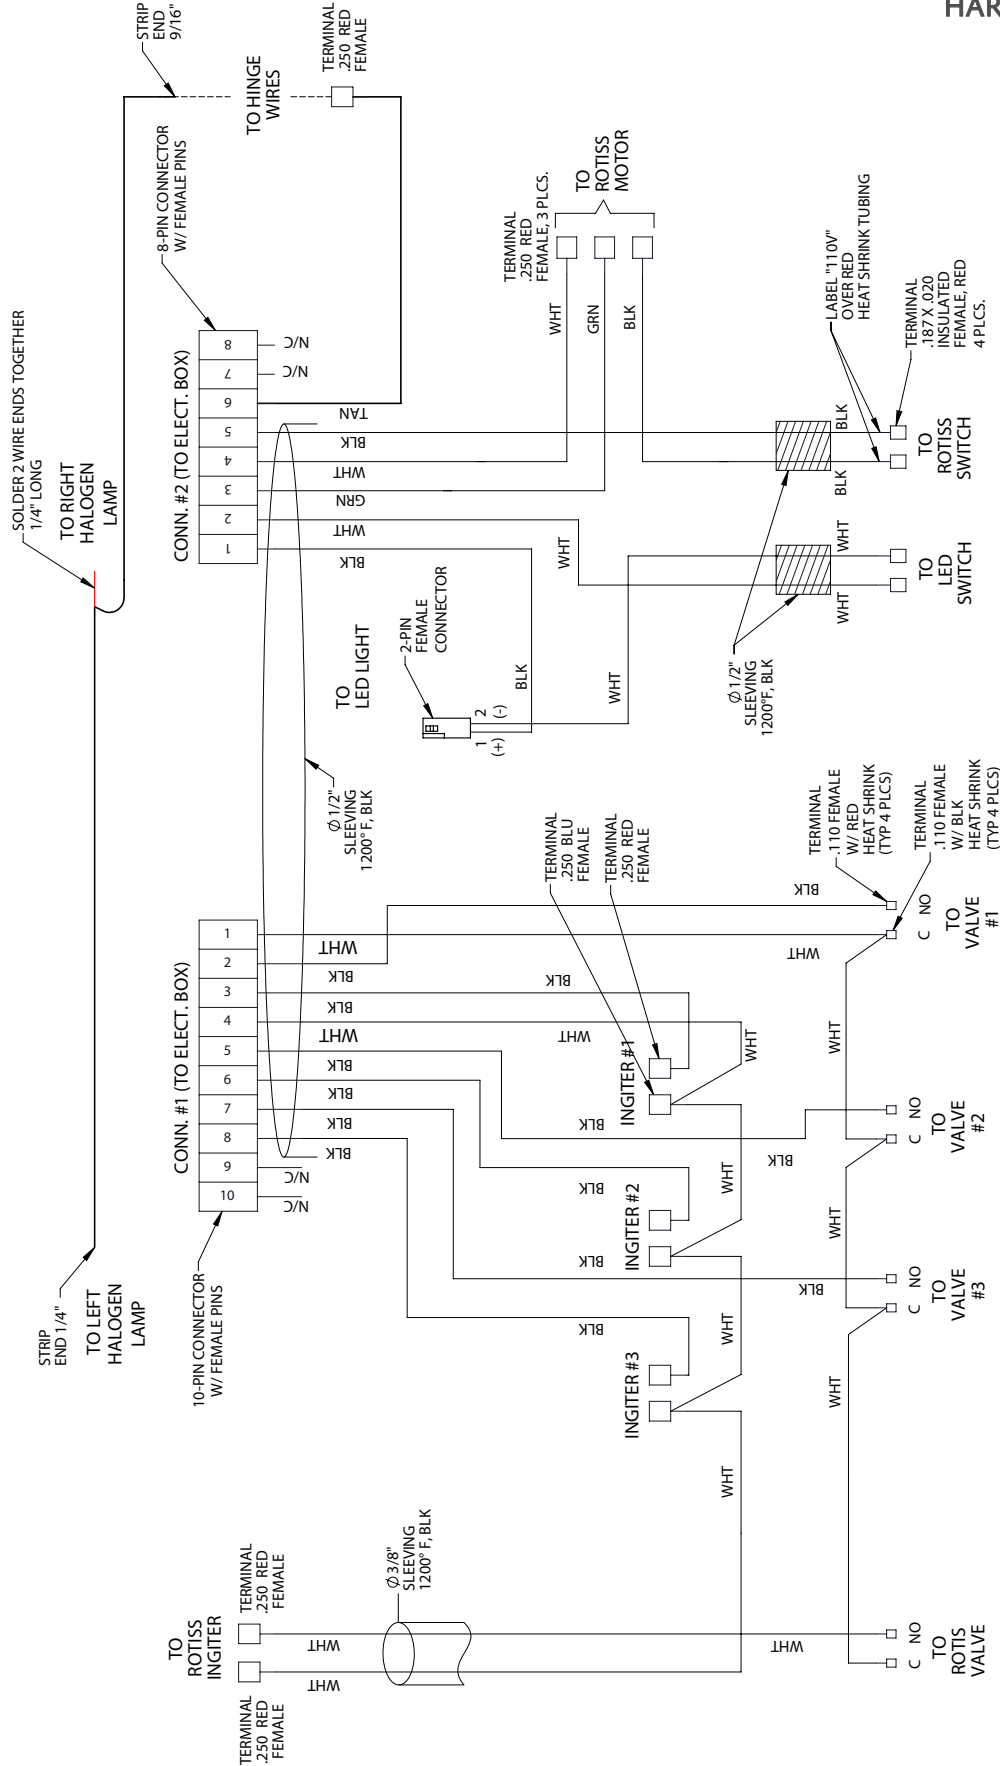 HAR
STRIP
END
9/16"
TERMINAL
.250 RED
FEMALE
TO HINGE
WIRES
8-PIN CONNECTOR
W/ FEMALE PINS
SOLDER 2 WIRE ENDS TOGETHER
1/4" LONG
TO RIGHT
HALOGEN
LAMP
CONN. #2 (TO ELECT. BOX)
8
7
6
5
4
3
2
1
N/C
N/C
TAN
BLK
WHT
GRN
WHT
BLK
TERMINAL
.250 RED
FEMALE, 3 PLCS.
TO
ROTISS
MOTOR
WHT
GRN
BLK
LABEL "110V"
OVER RED
HEAT SHRINK TUBING
TERMINAL
.187 X .020
INSULATED
FEMALE, RED
4 PLCS.
BLK
BLK
TO
ROTISS
SWITCH
WHT
WHT
WHT
TO
LED
SWITCH
Ø 1/2"
SLEEVING
1200°F, BLK
TO
LED LIGHT
2-PIN
FEMALE
CONNECTOR
1
(+)
2
(-)
BLK
WHT
Ø 1/2"
SLEEVING
1200° F, BLK
STRIP
END 1/4"
TO LEFT
HALOGEN
LAMP
10-PIN CONNECTOR
W/ FEMALE PINS
CONN. #1 (TO ELECT. BOX)
1
2
3
4
5
6
7
8
9
10
WHT
BLK
BLK
WHT
BLK
BLK
BLK
BLK
N/C
N/C
TERMINAL
.250 BLU
FEMALE
TERMINAL
.250 RED
FEMALE
BLK
WHT
INGITER #1
WHT
BLK
INGITER #2
BLK
WHT
BLK
INGITER #3
BLK
WHT
WHT
TERMINAL
.110 FEMALE
W/ RED
HEAT SHRINK
(TYP 4 PLCS)
TERMINAL
.110 FEMALE
W/ BLK
HEAT SHRINK
(TYP 4 PLCS)
BLK
WHT
C NO
TO
VALVE
#1
WHT
BLK
C NO
TO
VALVE
#2
WHT
BLK
C NO
TO
VALVE
#3
WHT
TO
ROTISS
INGITER
TERMINAL
.250 RED
FEMALE
TERMINAL
.250 RED
FEMALE
WHT
WHT
Ø 3/8"
SLEEVING
1200° F, BLK
WHT
C NO
TO
ROTIS
VALVE